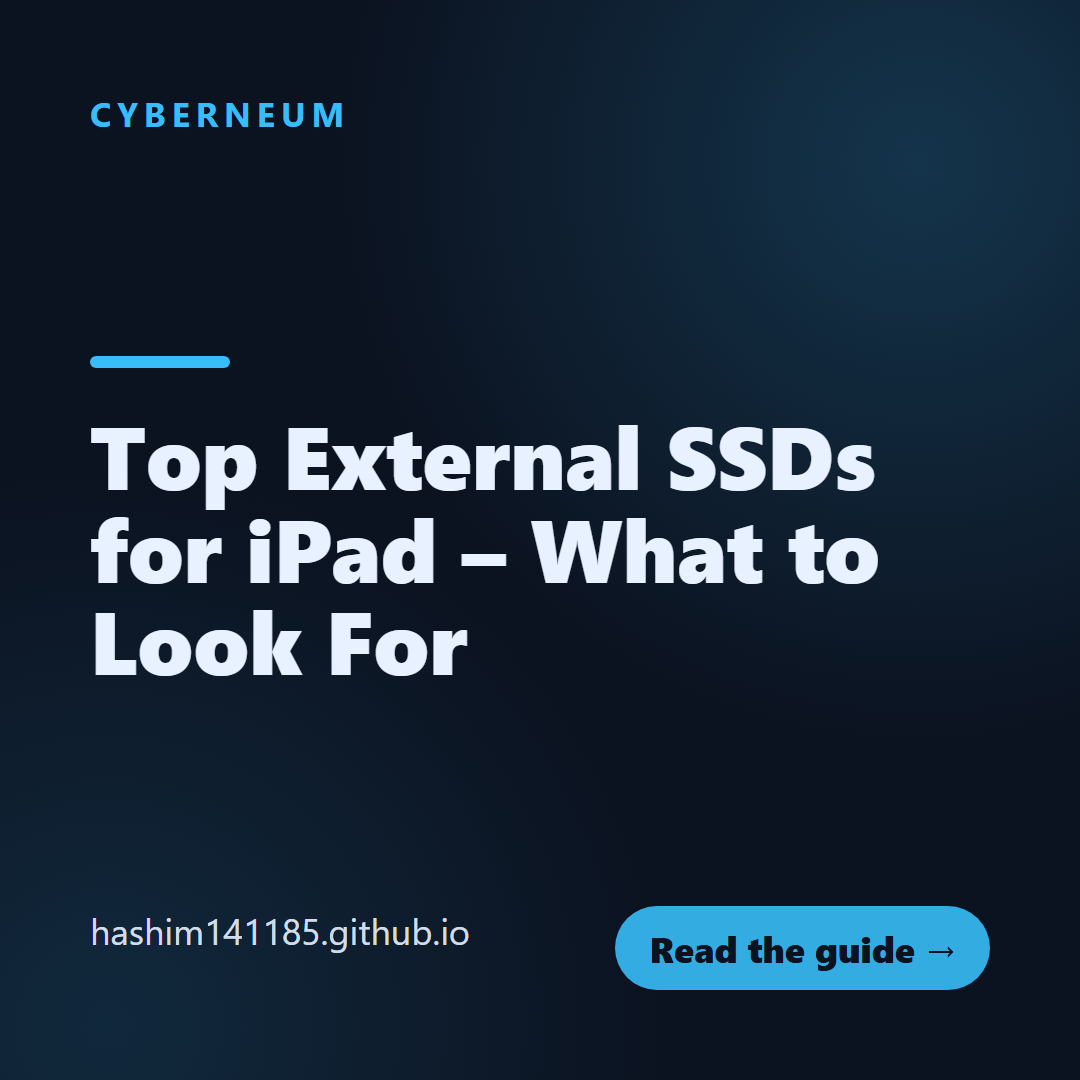 CYBERNEUM
Top External SSDs
for iPad – What to
Look For
hashim141185.github.io
Read the guide →